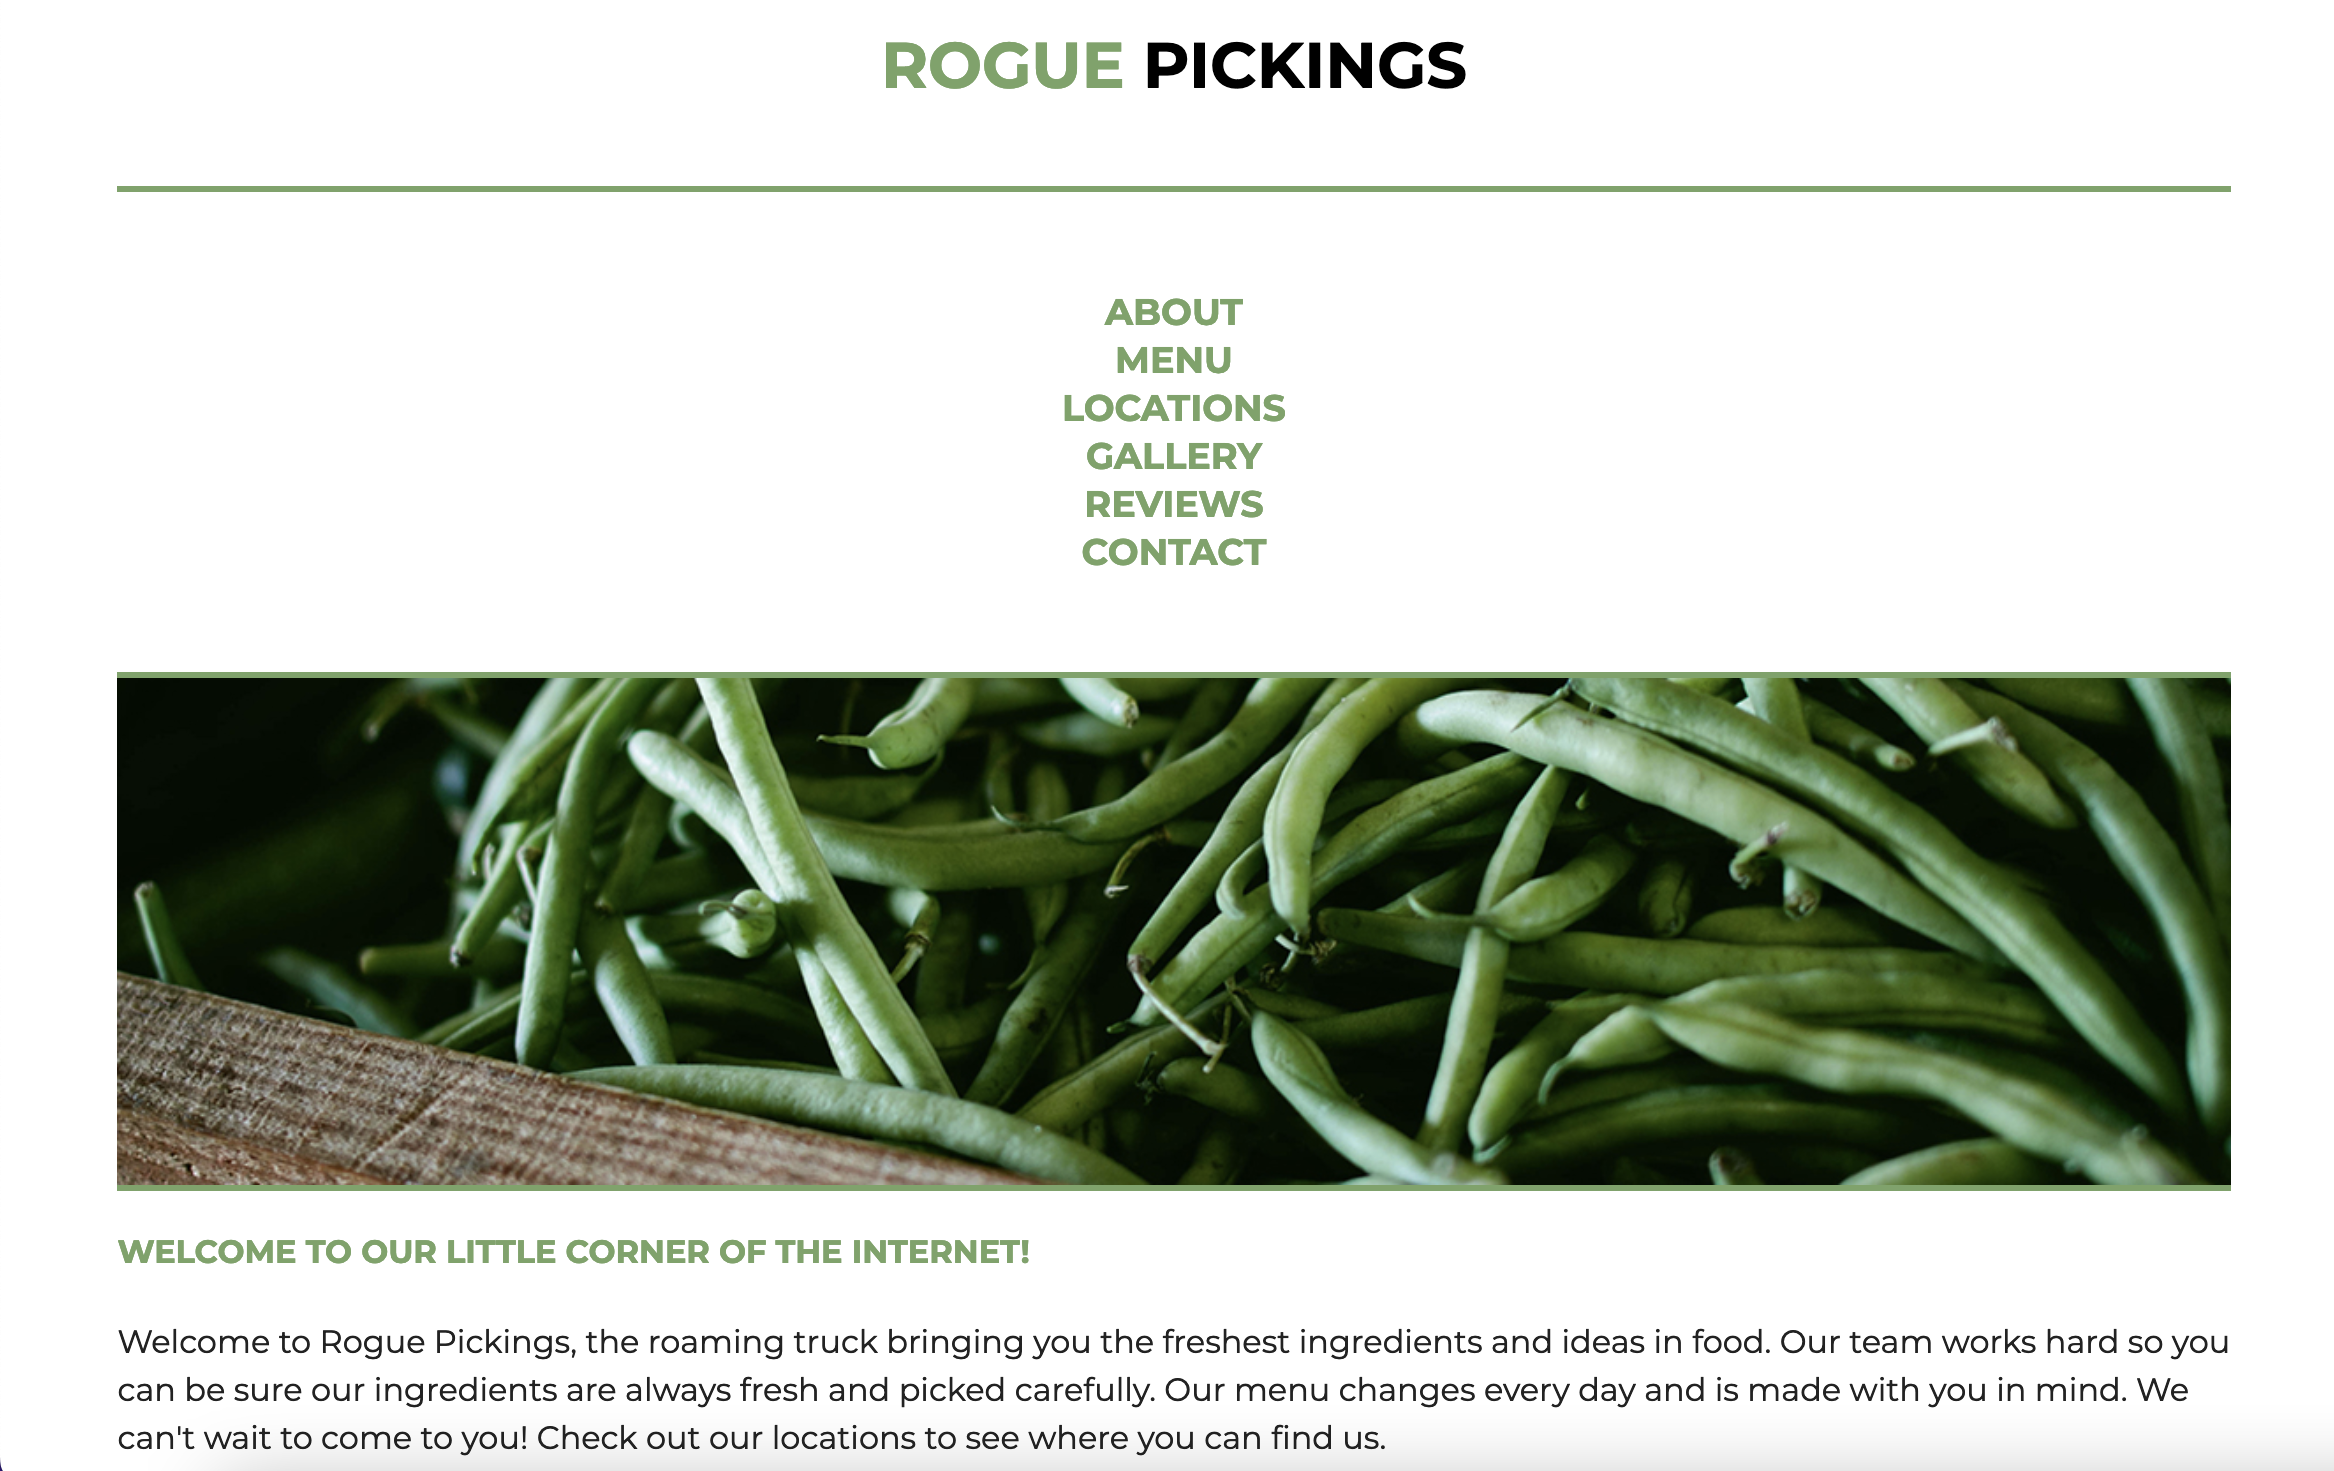 ROGUE PICKINGS
ABOUT
MENU
LOCATIONS
GALLERY
REVIEWS
CONTACT
WELCOME TO OUR LITTLE CORNER OF THE INTERNET!
Welcome to Rogue Pickings, the roaming truck bringing you the freshest ingredients and ideas in food. Our team works hard so you
can be sure our ingredients are always fresh and picked carefully. Our menu changes every day and is made with you in mind. We
can't wait to come to you! Check out our locations to see where you can find us.